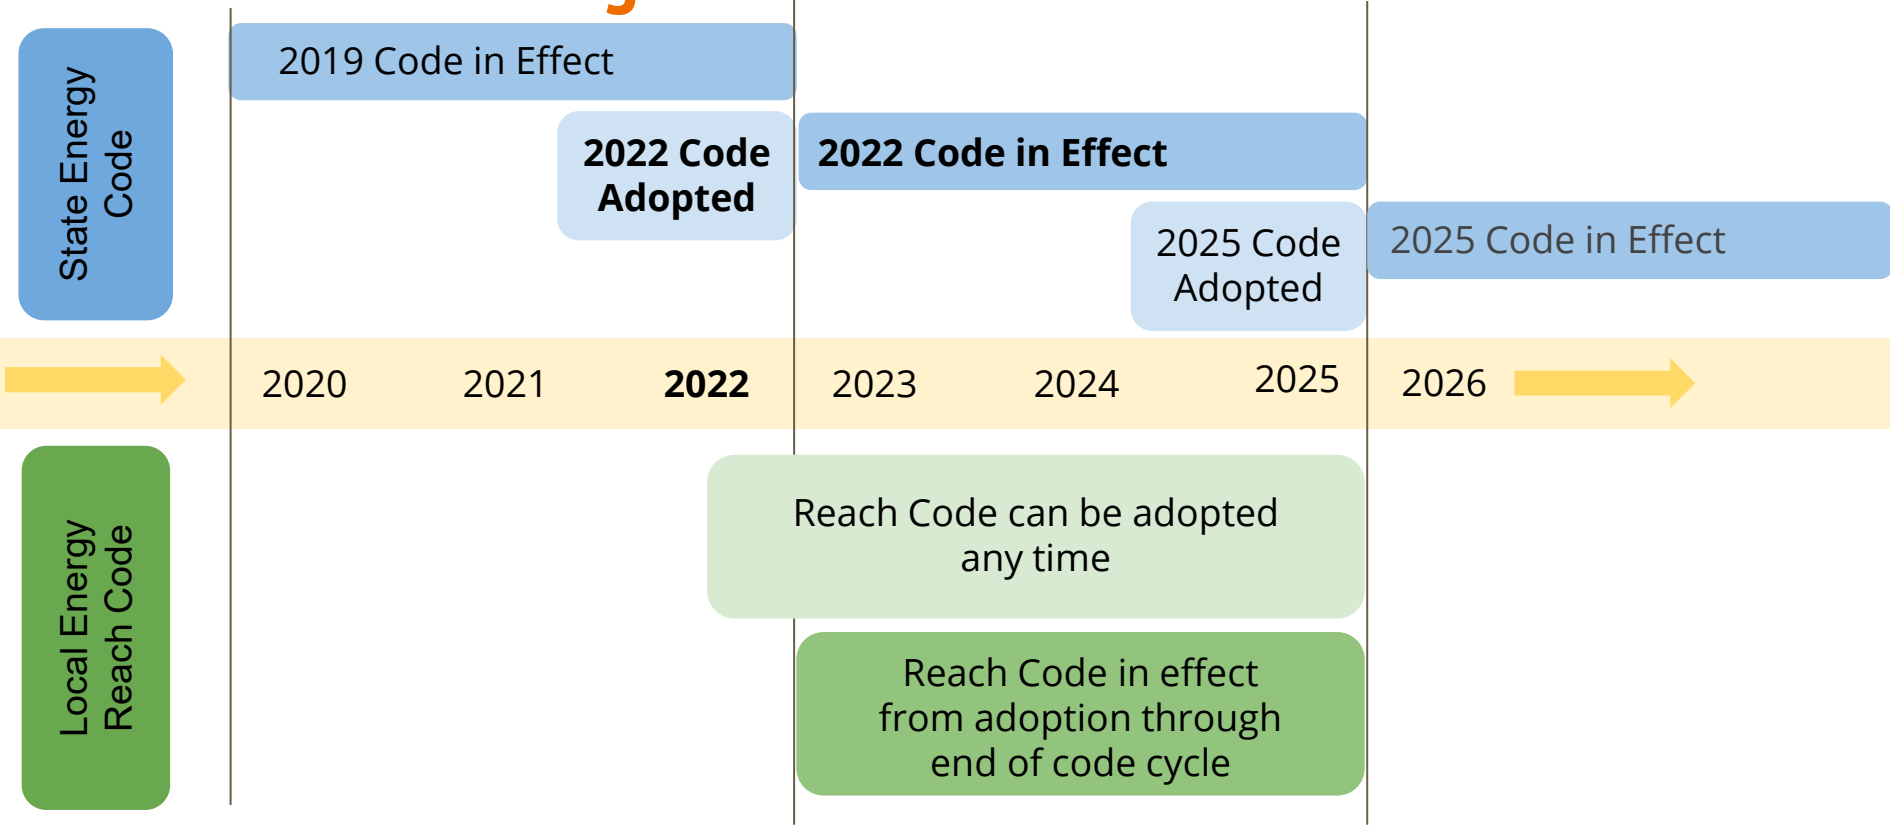 State Energy
Code
2019 Code in Effect
2022 Code
Adopted
2022 Code in Effect
2025 Code
Adopted
2025 Code in Effect
2020
2021
2022
2023
2024
2025
2026
Local Energy
Reach Code
Reach Code can be adopted
any time
Reach Code in effect
from adoption through
end of code cycle